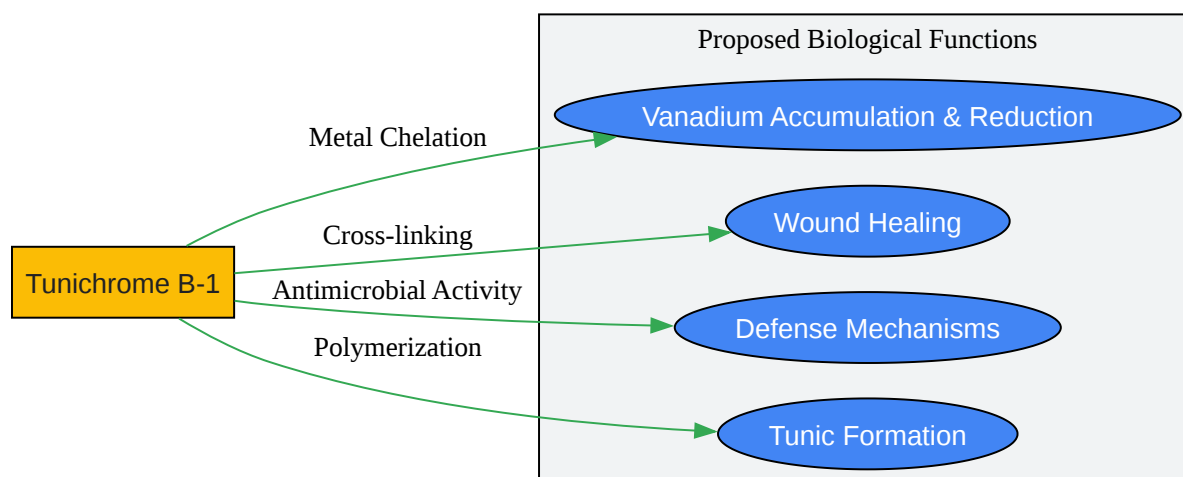 Proposed Biological Functions
Vanadium Accumulation & Reduction
Metal Chelation
Wound Healing
Cross-linking
Tunichrome B-1
Antimicrobial Activity
Defense Mechanisms
Polymerization
Tunic Formation